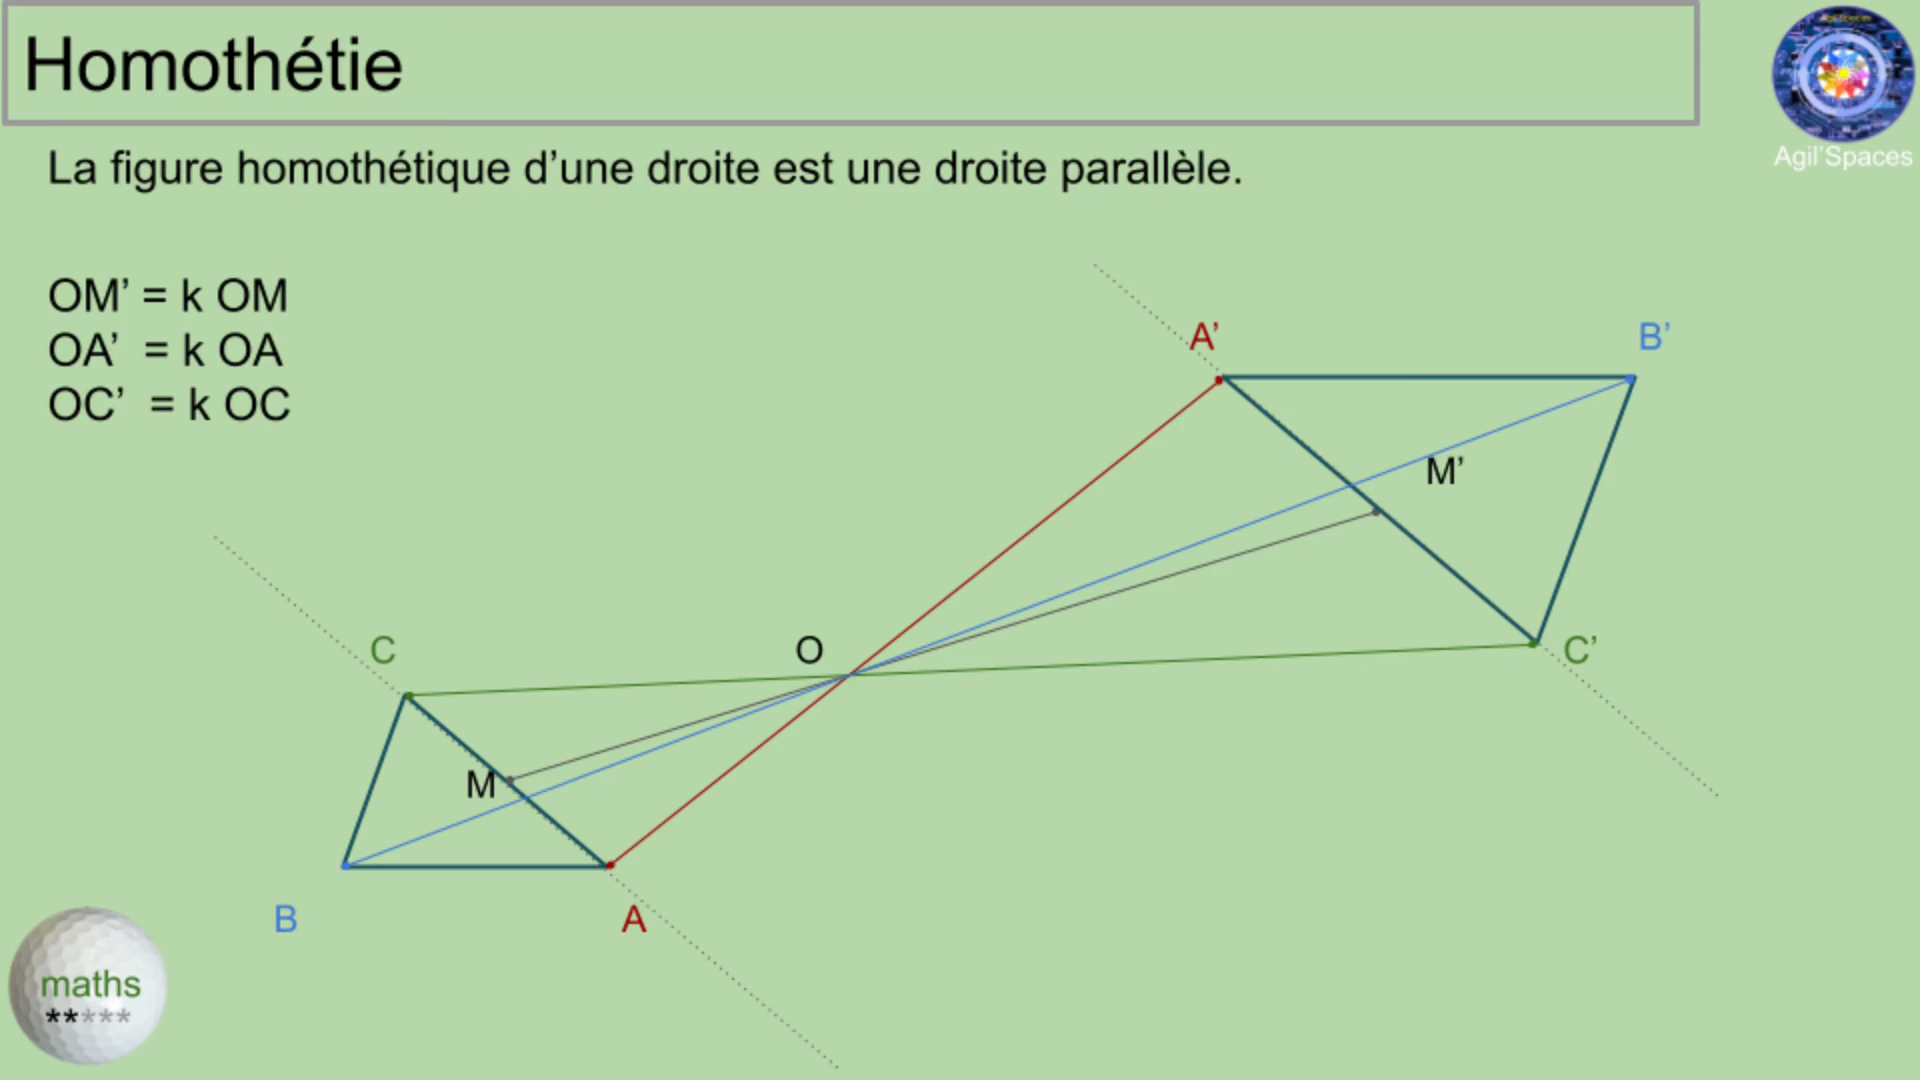 Homothétie
Agil'Spaces
La figure homothétique d’une droite est une droite parallèle.
OM’ = k OM
OA’ = k OA
OC’ = k OC
A’
B’
M’
C
O
C’
M
B
A
maths
*****